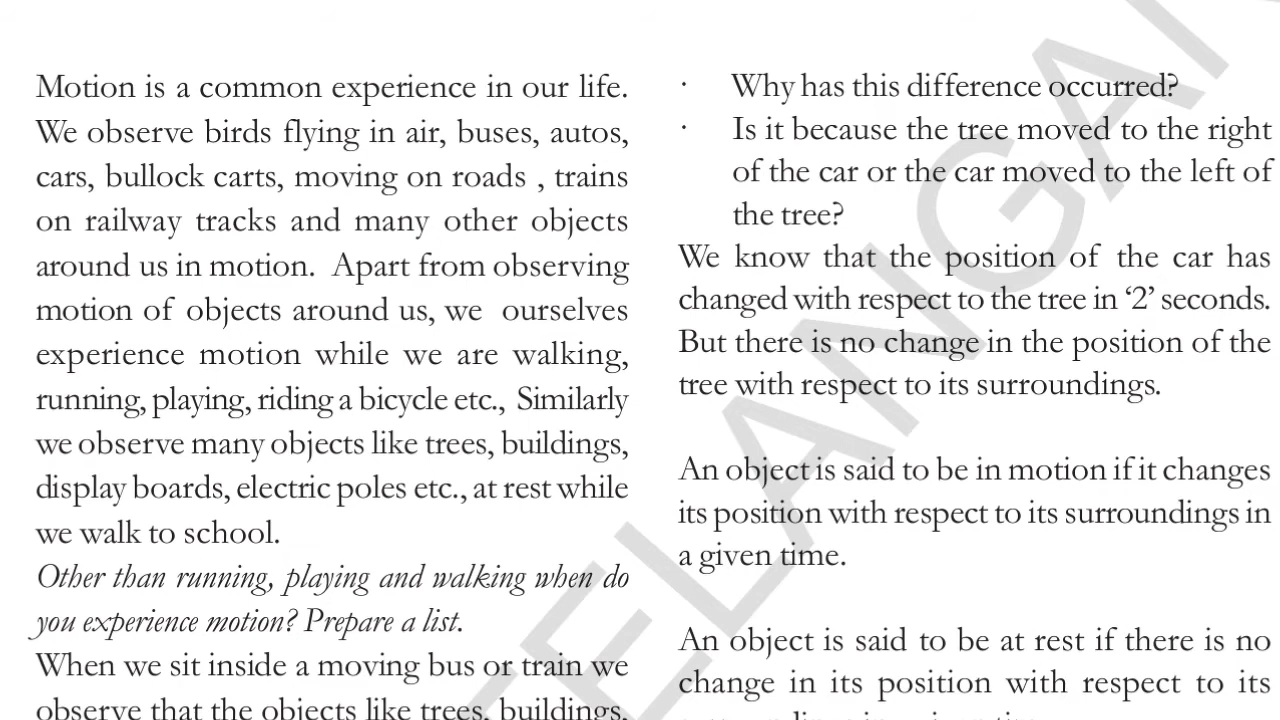 Motion is a common experience in our life.
We observe birds flying in air, buses, autos,
cars, bullock carts, moving on roads , trains
on railway tracks and many other objects
around us in motion.  Apart from observing
motion of objects around us, we  ourselves
experience motion while we are walking,
running, playing, riding a bicycle etc.,  Similarly
we observe many objects like trees, buildings,
display boards, electric poles etc., at rest while
we walk to school.
Other than running, playing and walking when do
you experience motion? Prepare a list.
When we sit inside a moving bus or train we
observe that the objects like trees, buildings,
· Why has this difference occurred?
· Is it because the tree moved to the right
of the car or the car moved to the left of
the tree?
We know that the position of the car has
changed with respect to the tree in ‘2’ seconds.
But there is no change in the position of the
tree with respect to its surroundings.
An object is said to be in motion if it changes
its position with respect to its surroundings in
a given time.
An object is said to be at rest if there is no
change in its position with respect to its
TELANGAN